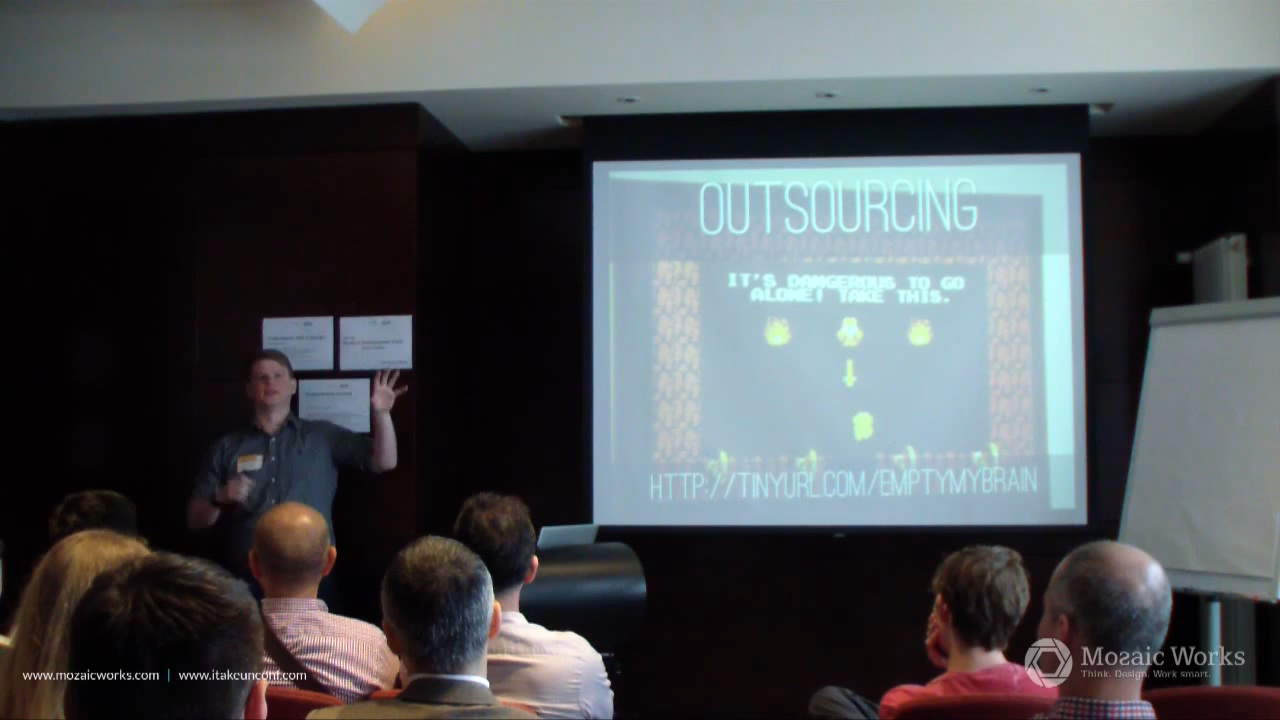 OUTSOURCING
IT'S DANGEROUS TO GO
ALONE! TAKE THIS.
HTTP://TINYURL.COM/EMPTYMYBRAIN
www.mozaicworks.com | www.itakeunconf.com
Mozaic Works
Think. Design. Work smart.